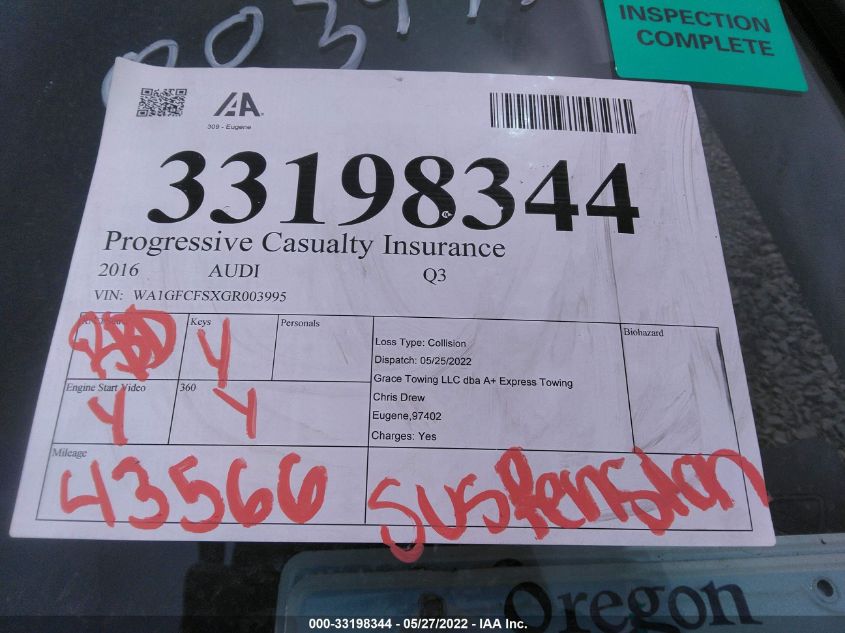 INSPECTION
COMPLETE
IAA
309 - Eugene
33198344
Progressive Casualty Insurance
2016 AUDI Q3
VIN: WA1GFCFSXGR003995
Keys Personals Biohazard
Y
Loss Type: Collision
Dispatch: 05/25/2022
Grace Towing LLC dba A+ Express Towing
Chris Drew
Eugene,97402
Charges: Yes
Engine Start Video 360
Y Y
Mileage
43566 Suspension
Oregon
000-33198344 - 05/27/2022 - IAA Inc.